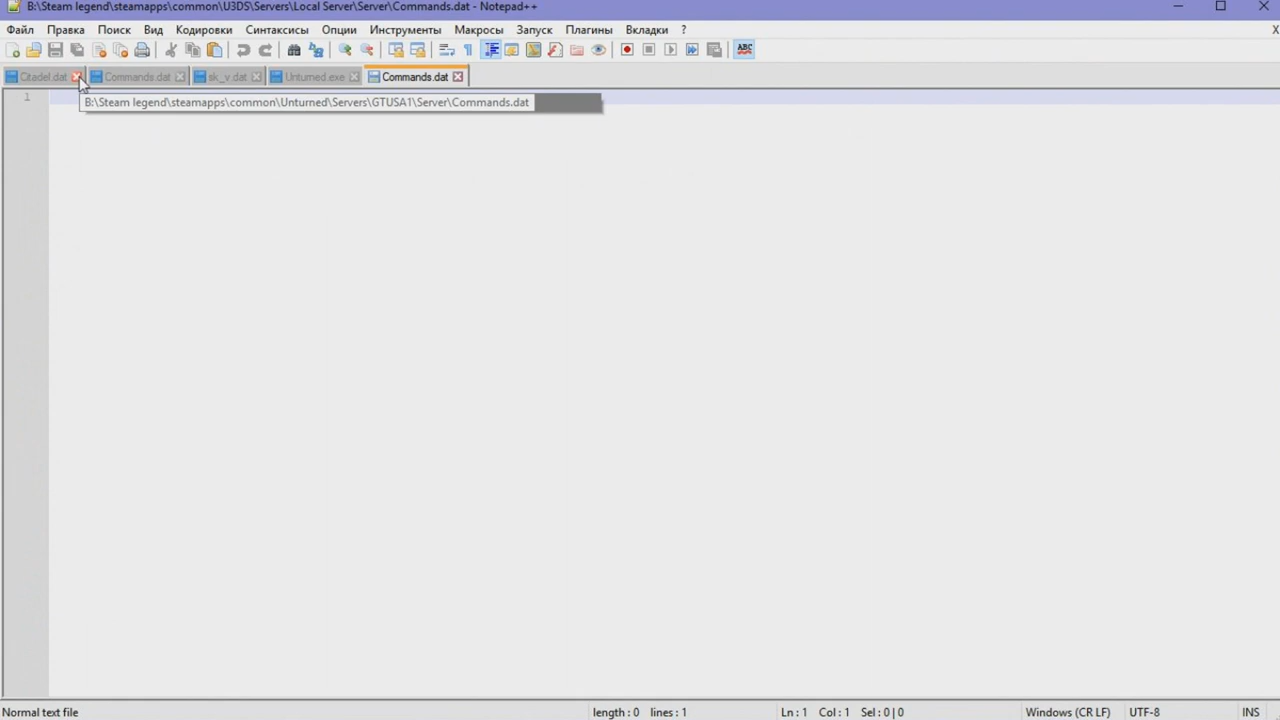 B:\Steam legend\steamapps\common\U3DS\Servers\Local Server\Server\Commands.dat - Notepad++
Файл Правка Поиск Вид Кодировки Синтаксисы Опции Инструменты Макросы Запуск Плагины Вкладки ? X
ABC
Citadel.dat Commands.dat sk_v.dat Unturned.exe Commands.dat
1
B:\Steam legend\steamapps\common\Unturned\Servers\GTUSA1\Server\Commands.dat
Normal text file length : 0 lines : 1 Ln : 1 Col : 1 Sel : 0 | 0 Windows (CR LF) UTF-8 INS